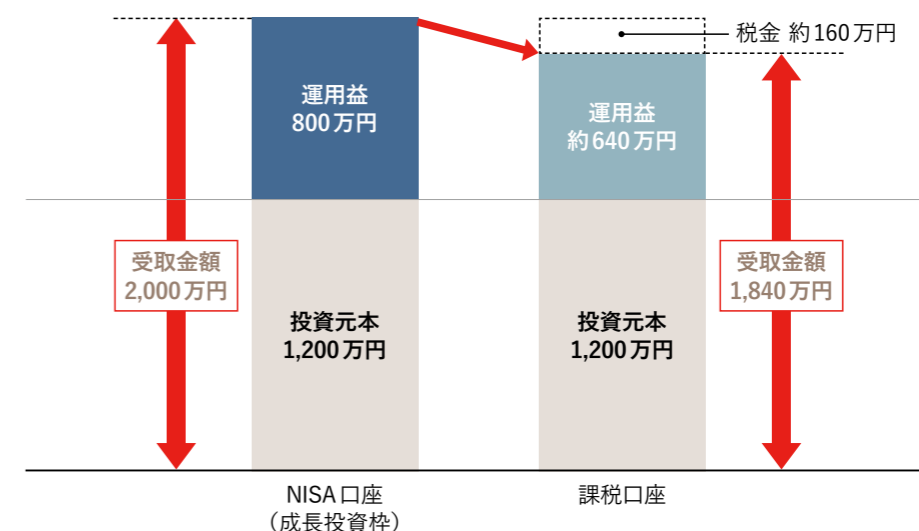 税金 約160万円
運用益
800万円
運用益
約640万円
受取金額
2,000万円
受取金額
1,840万円
投資元本
1,200万円
投資元本
1,200万円
NISA口座
（成長投資枠）
課税口座